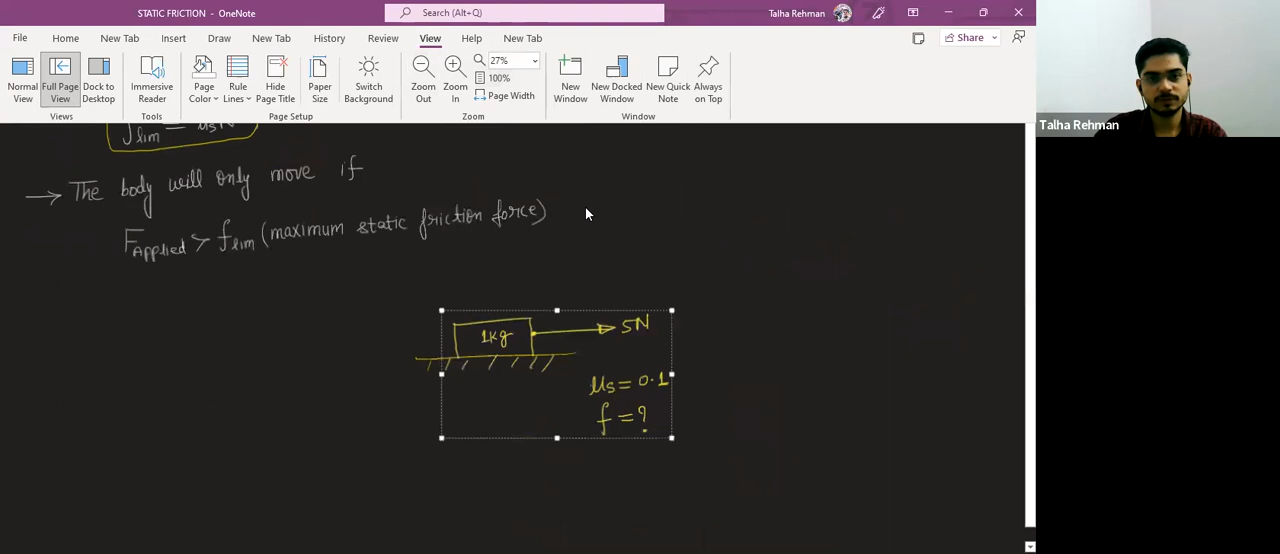 STATIC FRICTION - OneNote
Search (Alt+Q)
Talha Rehman
File Home New Tab Insert Draw New Tab History Review View Help New Tab
Share
27%
100%
Page Width
Normal View
Full Page View
Dock to Desktop
Immersive Reader
Page Color
Rule Lines
Hide Page Title
Paper Size
Switch Background
Zoom Out
Zoom In
New Window
New Docked Window
New Quick Note
Always on Top
Views Tools Page Setup Zoom Window
Talha Rehman
flim = μsN
→ The body will only move if
FApplied > flim (maximum static friction force)
1kg 5N
μs = 0.1
f = ?